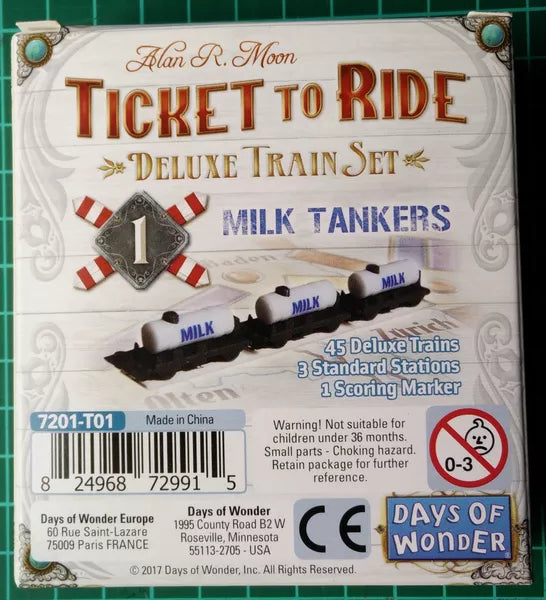 Alan R. Moon
TICKET TO RIDE
DELUXE TRAIN SET
1
MILK TANKERS
Baden
MILK
MILK
MILK
Zurich
Olten
45 Deluxe Trains
3 Standard Stations
1 Scoring Marker
7201-T01
Made in China
8 24968 72991 5
Warning! Not suitable for
children under 36 months.
Small parts - Choking hazard.
Retain package for further
reference.
0-3
Days of Wonder Europe
60 Rue Saint-Lazare
75009 Paris FRANCE
Days of Wonder
1995 County Road B2 W
Roseville, Minnesota
55113-2705 - USA
CE
DAYS OF
WONDER
© 2017 Days of Wonder, Inc. All Rights Reserved.